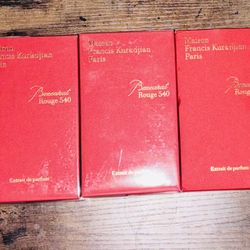 Maison
Francis Kurkdjian
Paris
Baccarat
Rouge 540
Extrait de parfum
Maison
Francis Kurkdjian
Paris
Baccarat
Rouge 540
Extrait de parfum
Maison
Francis Kurkdjian
Paris
Baccarat
Rouge 540
Extrait de parfum